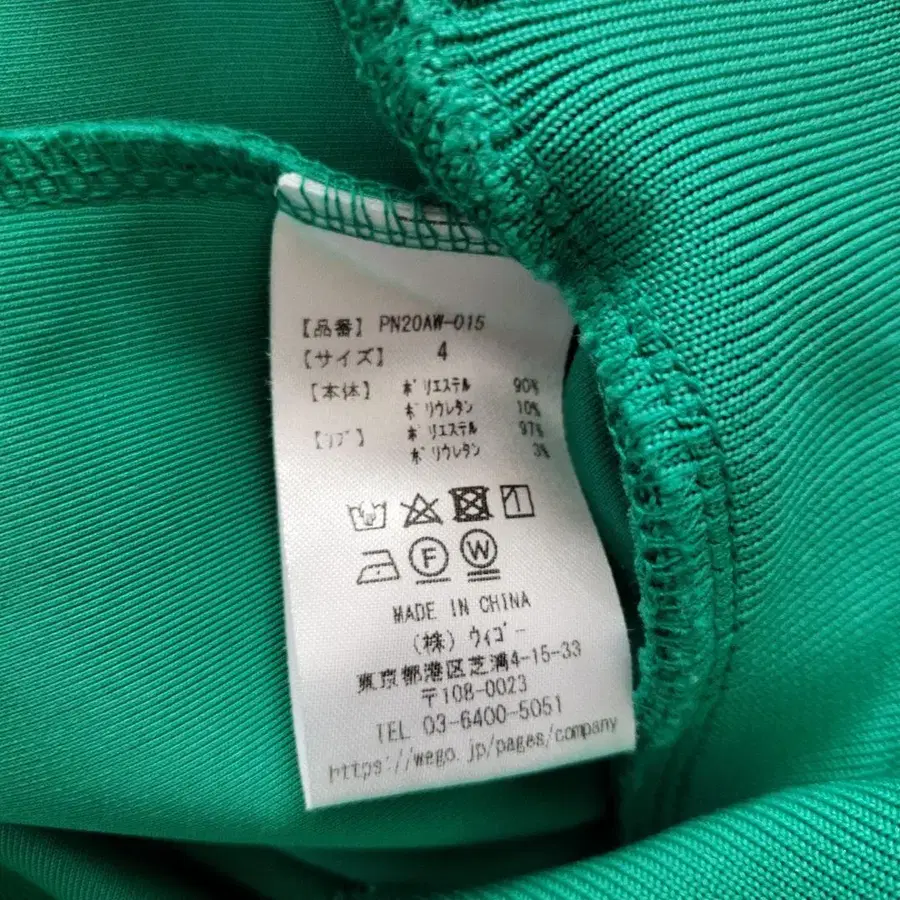 【品番】 PN20AW-015
【サイズ】 4
【本体】 ポリエステル 90%
ポリウレタン 10%
【リブ】 ポリエステル 97%
ポリウレタン 3%
F W
MADE IN CHINA
(株)ウィゴー
東京都港区芝浦4-15-33
〒108-0023
TEL 03-6400-5051
https://wego.jp/pages/company